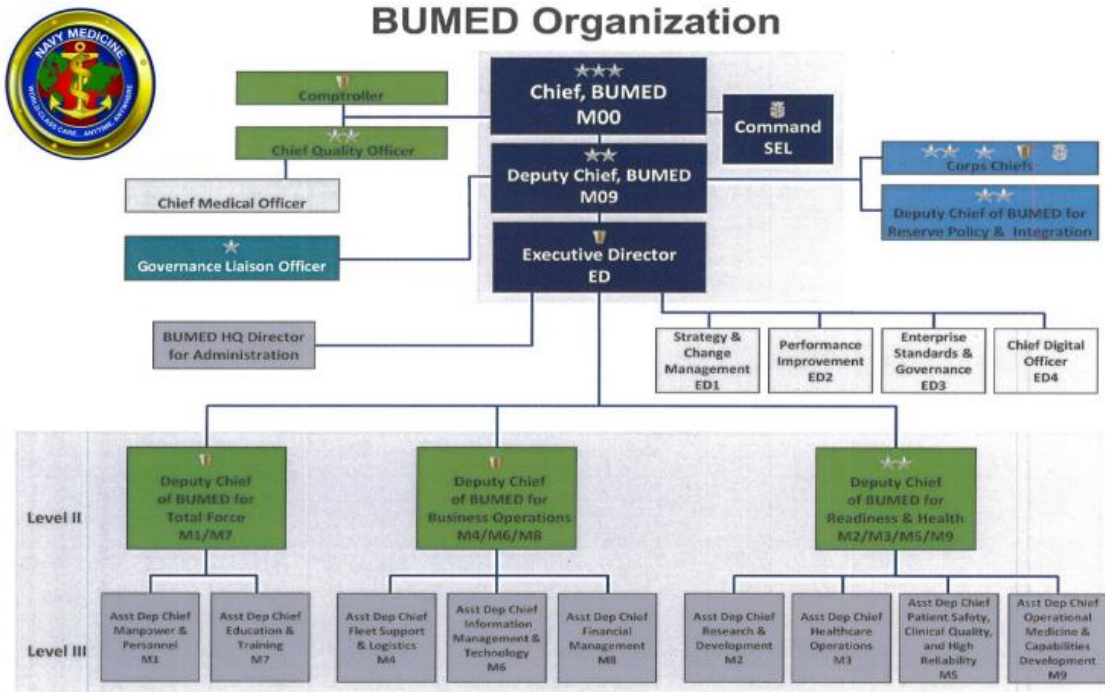 BUMED Organization
NAVY MEDICINE
WORLD CLASS CARE... ANYTIME, ANYWHERE
Comptroller
Chief, BUMED
M00
Command
SEL
Chief Quality Officer
Corps Chiefs
Deputy Chief, BUMED
M09
Chief Medical Officer
Deputy Chief of BUMED for
Reserve Policy & Integration
Governance Liaison Officer
Executive Director
ED
BUMED HQ Director
for Administration
Strategy &
Change
Management
ED1
Performance
Improvement
ED2
Enterprise
Standards &
Governance
ED3
Chief Digital
Officer
ED4
Level II
Deputy Chief
of BUMED for
Total Force
M1/M7
Deputy Chief
of BUMED for
Business Operations
M4/M6/M8
Deputy Chief
of BUMED for
Readiness & Health
M2/M3/M5/M9
Level III
Asst Dep Chief
Manpower &
Personnel
M1
Asst Dep Chief
Education &
Training
M7
Asst Dep Chief
Fleet Support
& Logistics
M4
Asst Dep Chief
Information
Management &
Technology
M6
Asst Dep Chief
Financial
Management
M8
Asst Dep Chief
Research &
Development
M2
Asst Dep Chief
Healthcare
Operations
M3
Asst Dep Chief
Patient Safety,
Clinical Quality,
and High
Reliability
M5
Asst Dep Chief
Operational
Medicine &
Capabilities
Development
M9